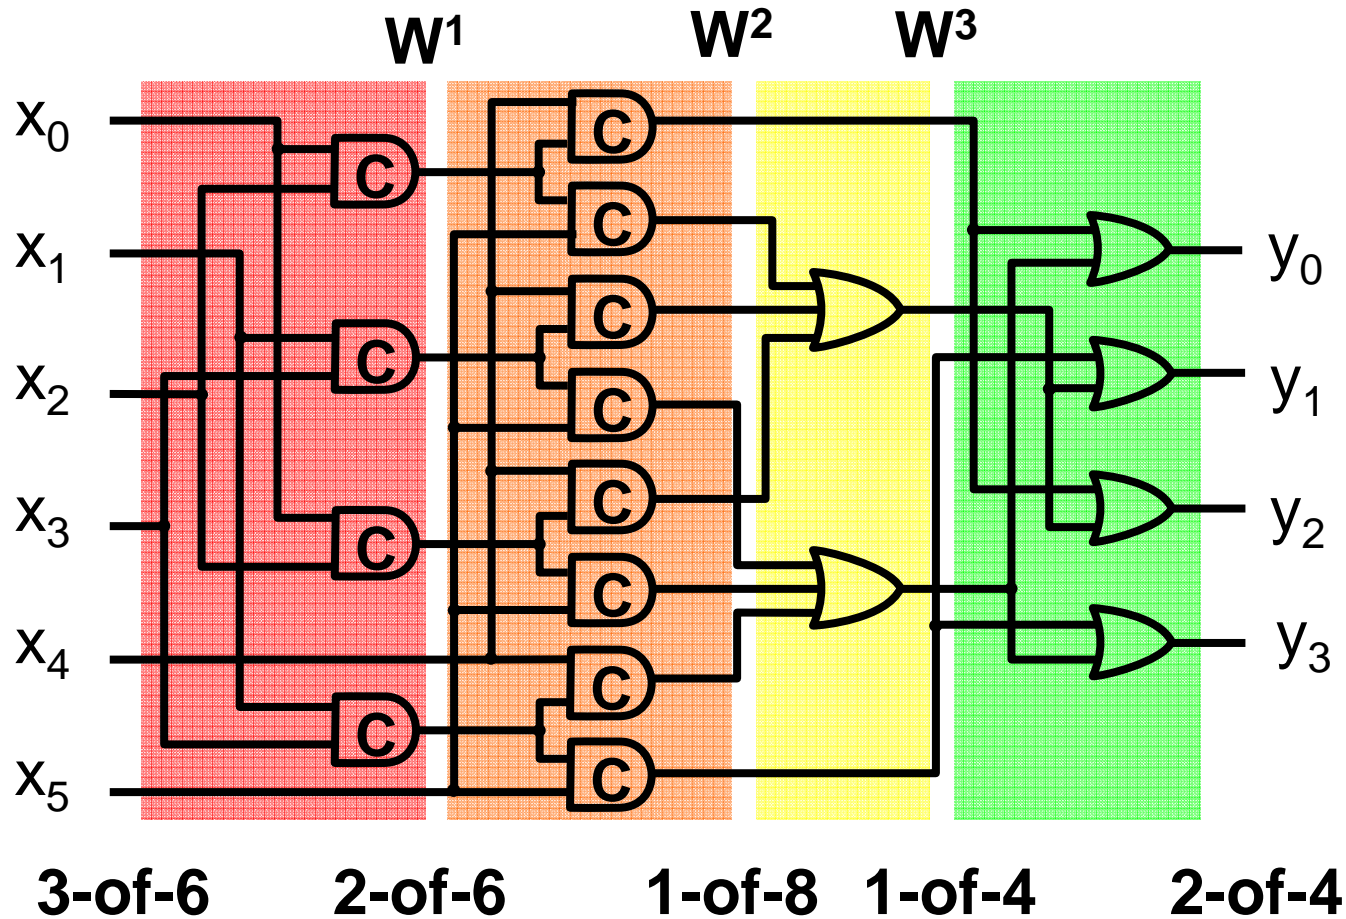 W¹ W² W³
x₀
x₁
x₂
x₃
x₄
x₅
C
C
C
C
C
C
C
C
C
C
C
C
y₀
y₁
y₂
y₃
3-of-6 2-of-6 1-of-8 1-of-4 2-of-4